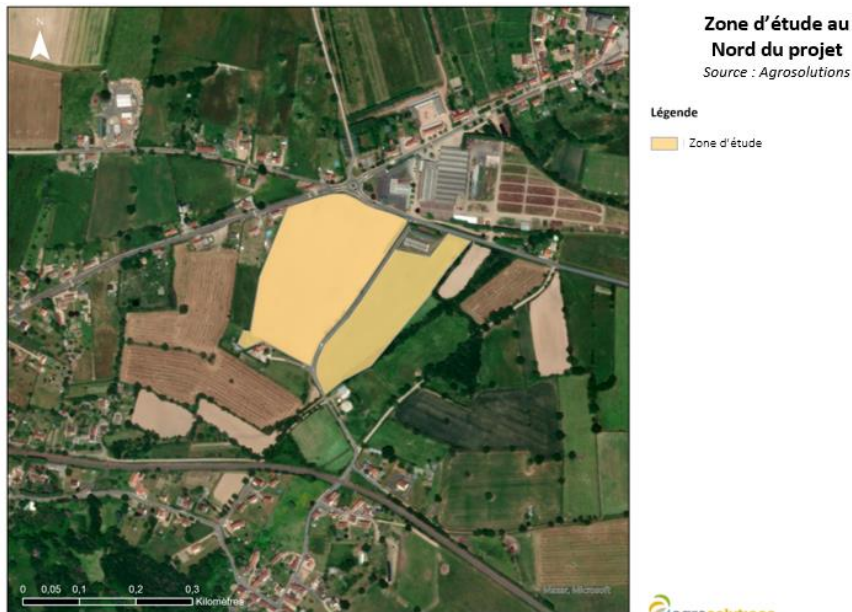 Zone d'étude au
Nord du projet
Source : Agrosolutions
Légende
Zone d'étude
N
0 0,05 0,1 0,2 0,3
Kilomètres
Maxar, Microsoft